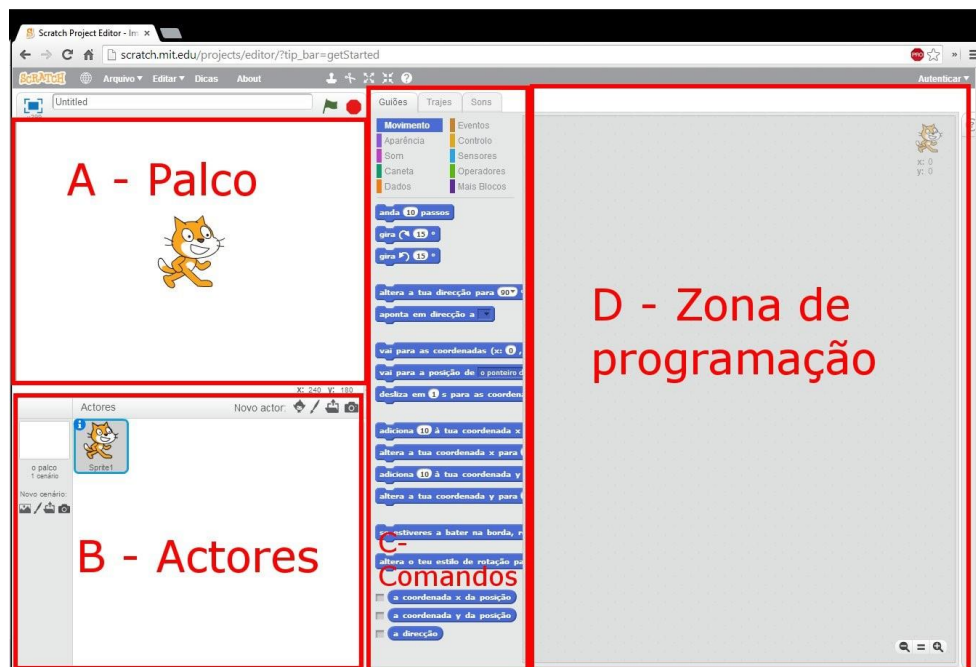 Scratch Project Editor - Im
scratch.mit.edu/projects/editor/?tip_bar=getStarted
SCRATCH Arquivo Editar Dicas About Autenticar
Untitled
A - Palco
X: 240 Y: 180
Actores Novo actor:
Sprite1
o palco
1 cenário
Novo cenário:
B - Actores
Guiões Trajes Sons
Movimento Eventos
Aparência Controlo
Som Sensores
Caneta Operadores
Dados Mais Blocos
anda 10 passos
gira 15 °
gira 15 °
altera a tua direcção para 90 °
aponta em direcção a
vai para as coordenadas (x: 0 ,
vai para a posição de o ponteiro d
desliza em 1 s para as coorden
adiciona 10 à tua coordenada x
altera a tua coordenada x para
adiciona 10 à tua coordenada y
altera a tua coordenada y para
se estiveres a bater na borda, r
altera o teu estilo de rotação pa
a coordenada x da posição
a coordenada y da posição
a direcção
C-
Comandos
x: 0
y: 0
D - Zona de
programação